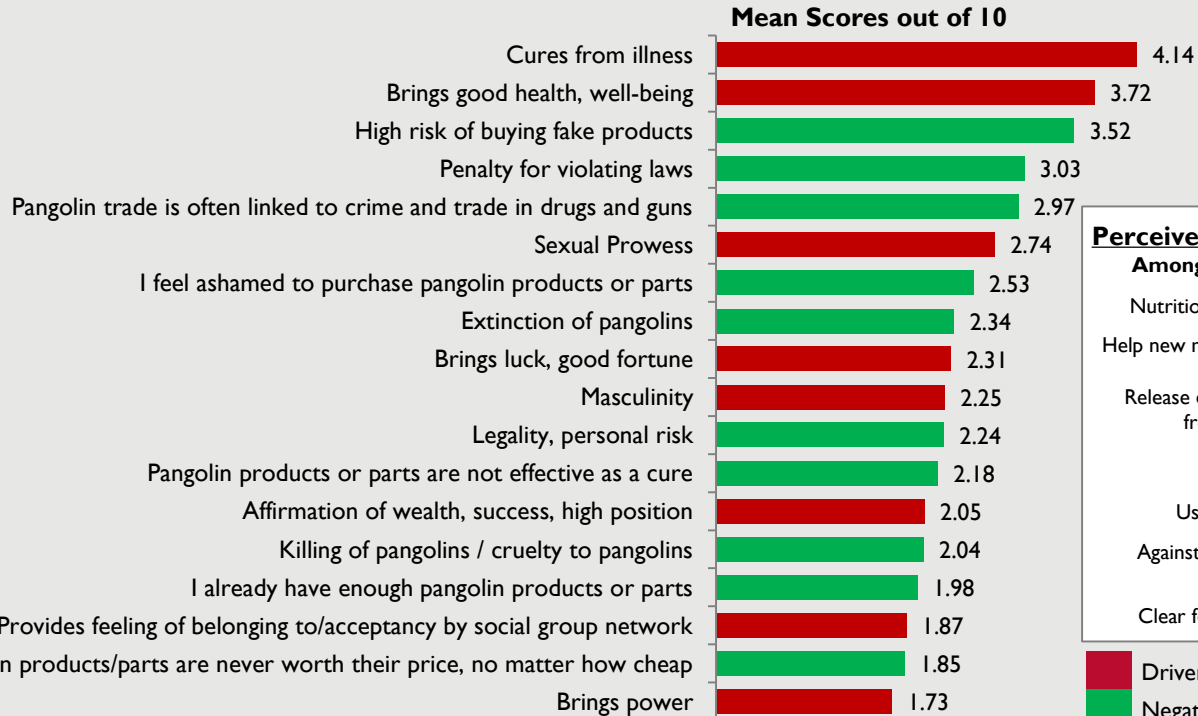 Mean Scores out of 10
Cures from illness 4.14
Brings good health, well-being 3.72
High risk of buying fake products 3.52
Penalty for violating laws 3.03
Pangolin trade is often linked to crime and trade in drugs and guns 2.97
Sexual Prowess 2.74
I feel ashamed to purchase pangolin products or parts 2.53
Extinction of pangolins 2.34
Brings luck, good fortune 2.31
Masculinity 2.25
Legality, personal risk 2.24
Pangolin products or parts are not effective as a cure 2.18
Affirmation of wealth, success, high position 2.05
Killing of pangolins / cruelty to pangolins 2.04
I already have enough pangolin products or parts 1.98
Provides feeling of belonging to/acceptancy by social group network 1.87
products/parts are never worth their price, no matter how cheap 1.85
Brings power 1.73
Perceive
Among
Nutritio
Help new
Release
Against
Clear
Driver
Negat